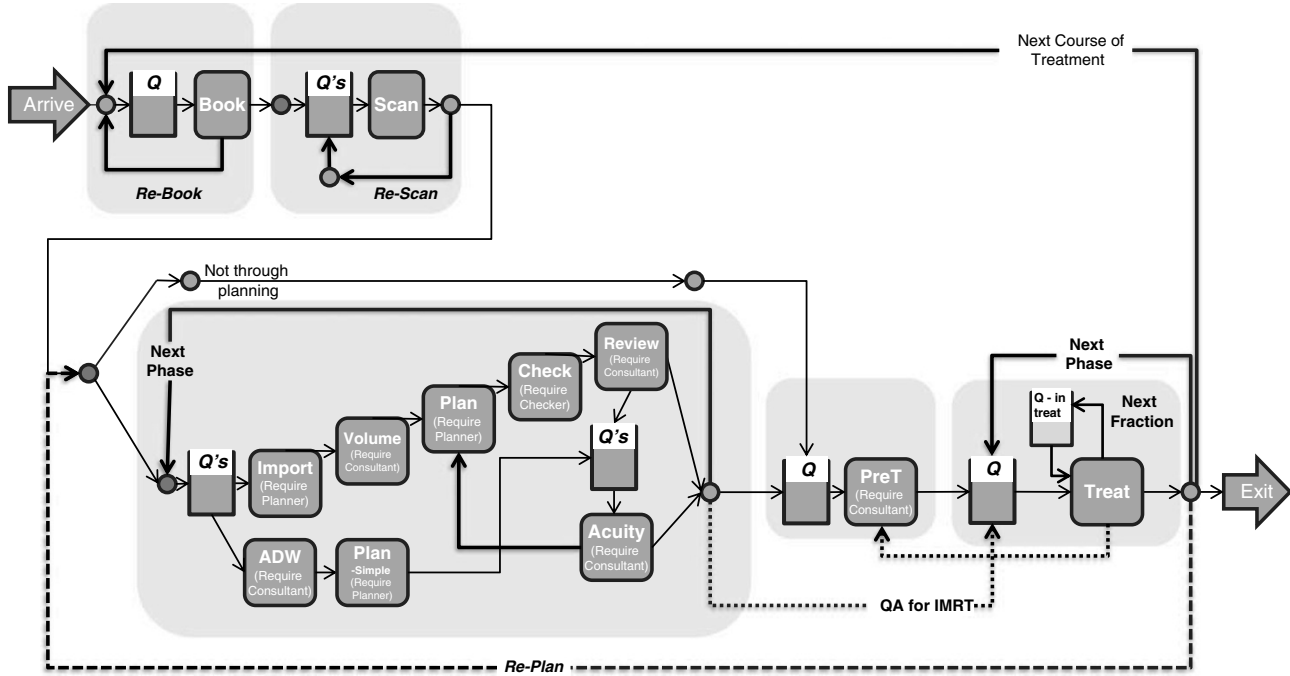 Next Course of
Treatment
Arrive
Q
Book
Q's
Scan
Re-Book
Re-Scan
Not through
planning
Next
Phase
Review
(Require
Consultant)
Check
(Require
Checker)
Plan
(Require
Planner)
Volume
(Require
Consultant)
Q's
Import
(Require
Planner)
Q's
ADW
(Require
Consultant)
Plan
-Simple
(Require
Planner)
Acuity
(Require
Consultant)
Q
PreT
(Require
Consultant)
Next
Phase
Q - in
treat
Next
Fraction
Q
Treat
Exit
QA for IMRT
Re-Plan